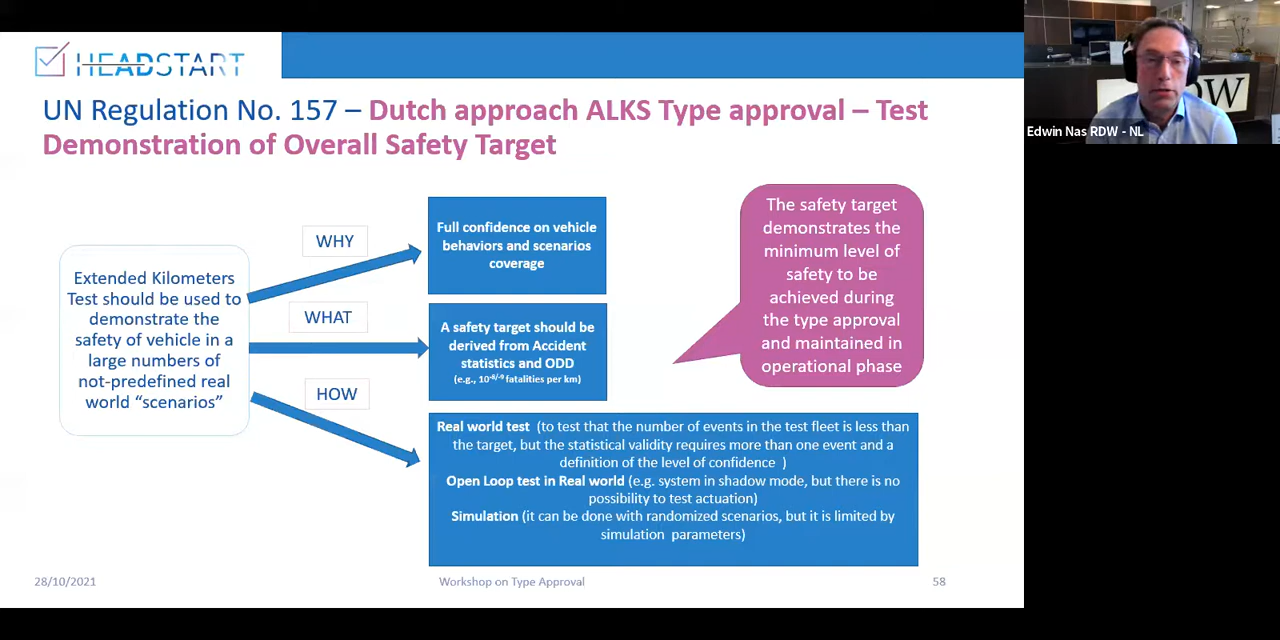 HEADSTART
UN Regulation No. 157 – Dutch approach ALKS Type approval – Test
Demonstration of Overall Safety Target
Extended Kilometers
Test should be used to
demonstrate the
safety of vehicle in a
large numbers of
not-predefined real
world “scenarios”
WHY
WHAT
HOW
Full confidence on vehicle
behaviors and scenarios
coverage
A safety target should be
derived from Accident
statistics and ODD
(e.g., 10-8/-9 fatalities per km)
The safety target
demonstrates the
minimum level of
safety to be
achieved during
the type approval
and maintained in
operational phase
Real world test (to test that the number of events in the test fleet is less than
the target, but the statistical validity requires more than one event and a
definition of the level of confidence )
Open Loop test in Real world (e.g. system in shadow mode, but there is no
possibility to test actuation)
Simulation (it can be done with randomized scenarios, but it is limited by
simulation parameters)
28/10/2021
Workshop on Type Approval
58
DW
Edwin Nas RDW - NL